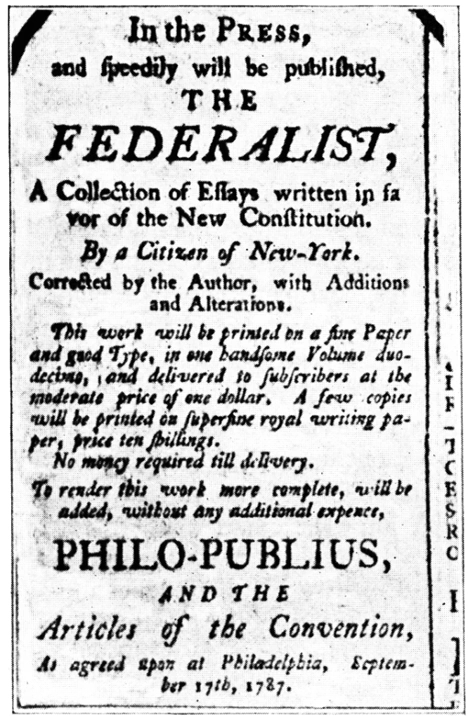 In the PRESS,
and ſpeedily will be publiſhed,
THE
FEDERALIST,
A Collection of Eſſays written in fa
vor of the New Conſtitution.
By a Citizen of New-York.
Corrected by the Author, with Additions
and Alterations.
This work will be printed on a fine Paper
and good Type, in one handſome Volume duo-
decimo, and delivered to ſubſcribers at the
moderate price of one dollar. A few copies
will be printed on ſuperfine royal writing pa-
per, price ten ſhillings.
No money required till delivery.
To render this work more complete, will be
added, without any additional expence,
PHILO-PUBLIUS,
AND THE
Articles of the Convention,
As agreed upon at Philadelphia, Septem-
ber 17th, 1787.